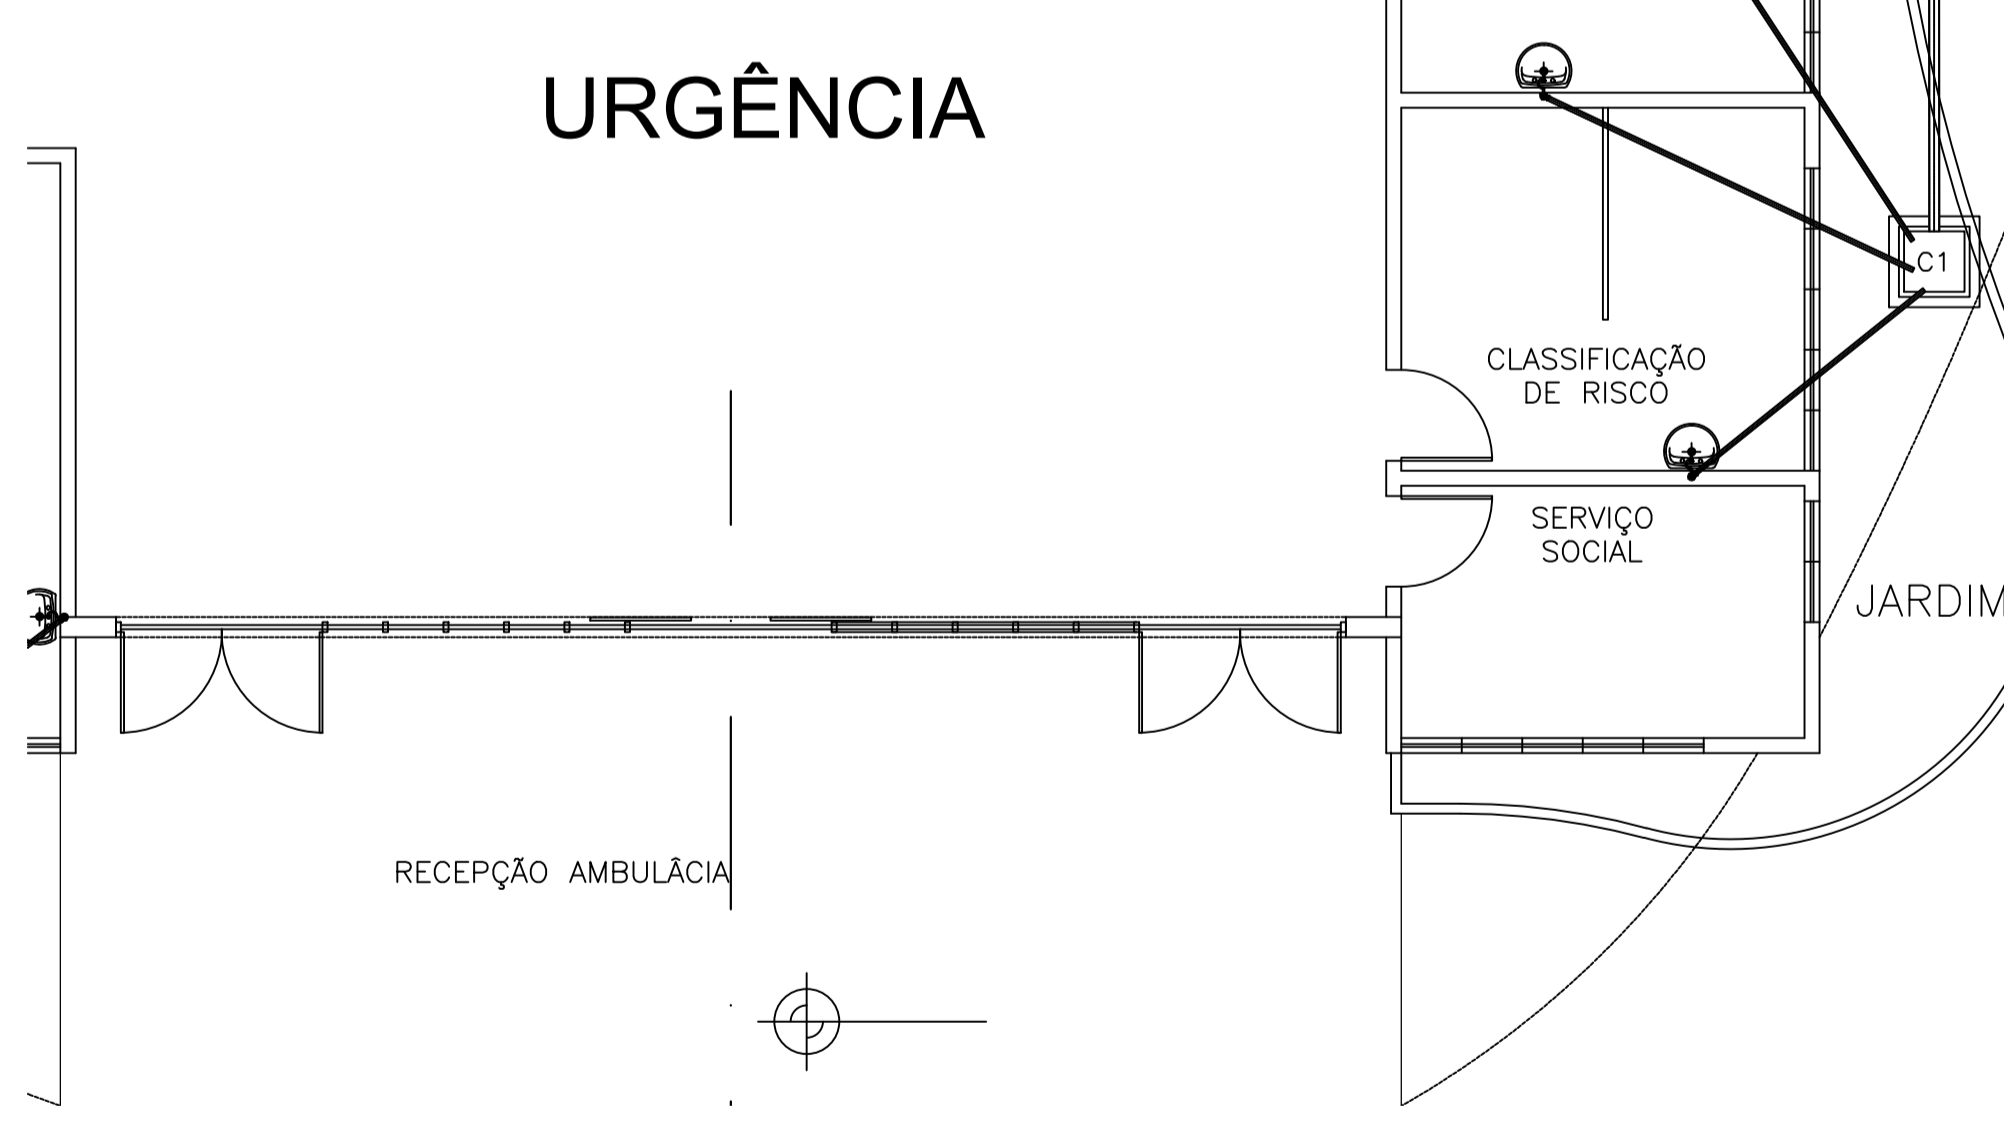 URGÊNCIA
C1
CLASSIFICAÇÃO
DE RISCO
SERVIÇO
SOCIAL
JARDIM
RECEPÇÃO AMBULÂCIA